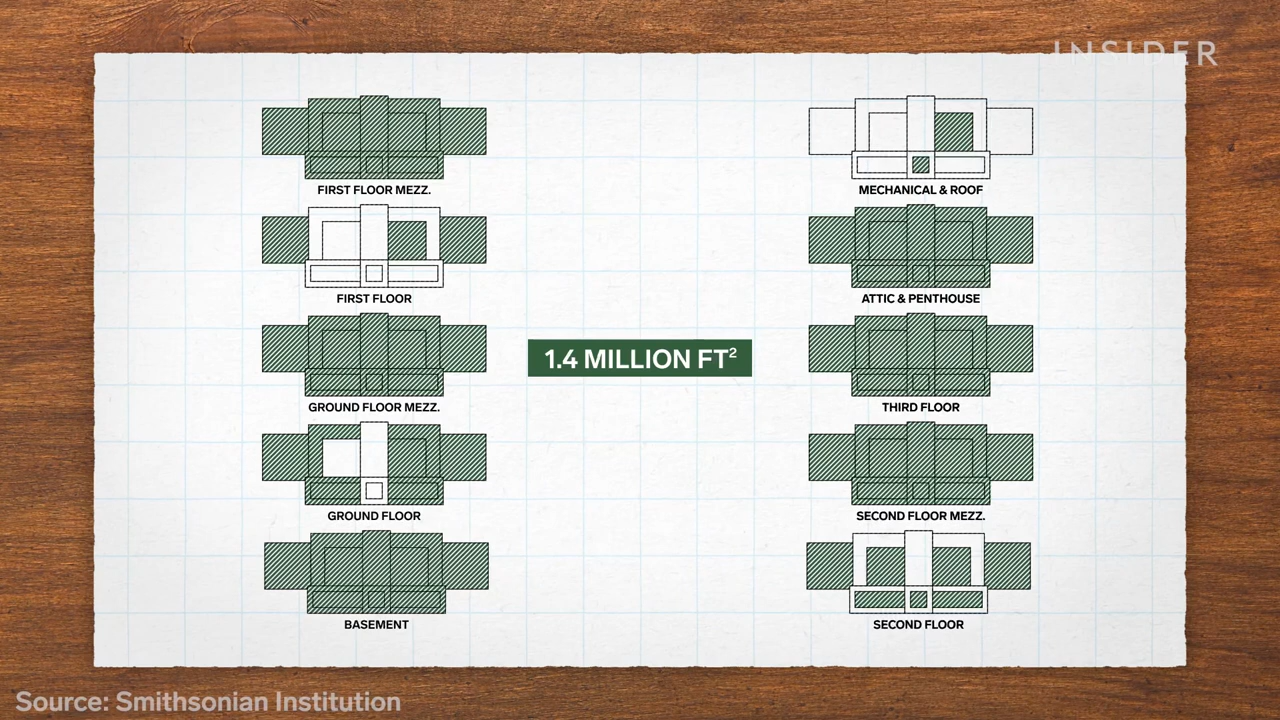 INSIDER
FIRST FLOOR MEZZ.
FIRST FLOOR
GROUND FLOOR MEZZ.
GROUND FLOOR
BASEMENT
1.4 MILLION FT²
MECHANICAL & ROOF
ATTIC & PENTHOUSE
THIRD FLOOR
SECOND FLOOR MEZZ.
SECOND FLOOR
Source: Smithsonian Institution